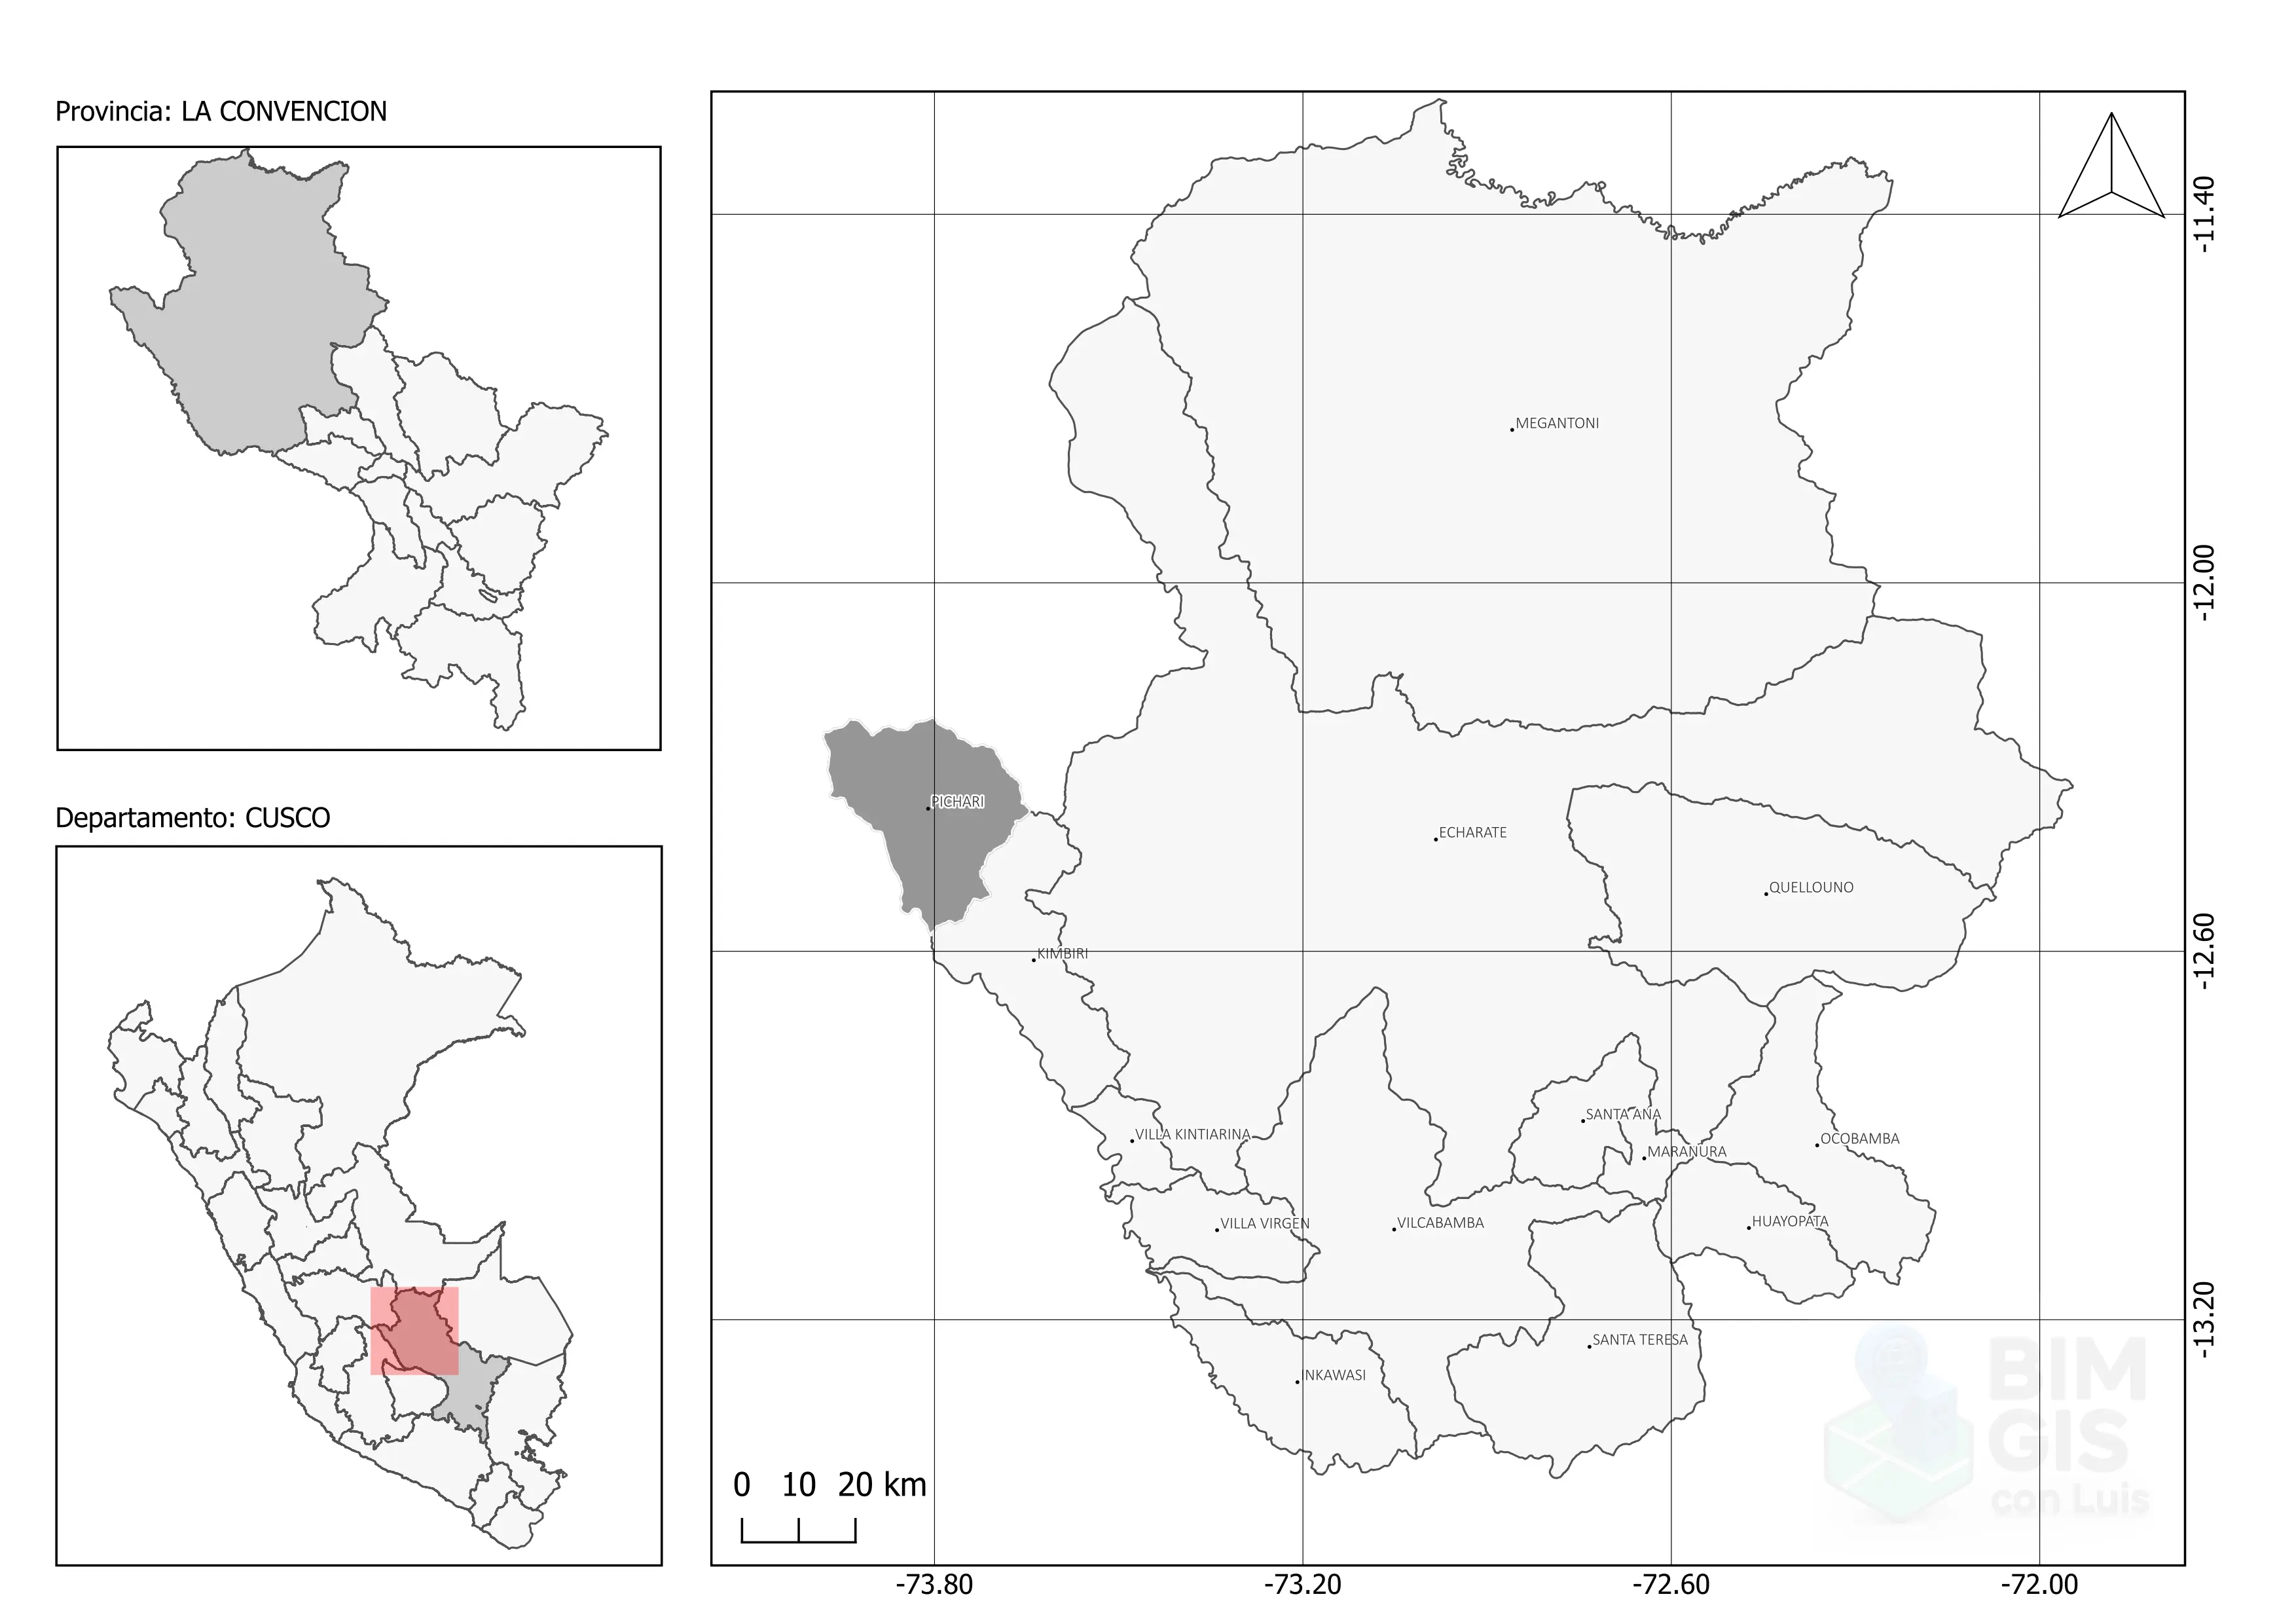 Provincia: LA CONVENCION
Departamento: CUSCO
MEGANTONI
PICHARI
ECHARATE
QUELLOUNO
KIMBIRI
SANTA ANA
VILLA KINTIARINA
OCOBAMBA
MARANURA
VILLA VIRGEN
VILCABAMBA
HUAYOPATA
SANTA TERESA
INKAWASI
-11.40
-12.00
-12.60
-13.20
BIM
GIS
con Luis
0 10 20 km
-73.80 -73.20 -72.60 -72.00